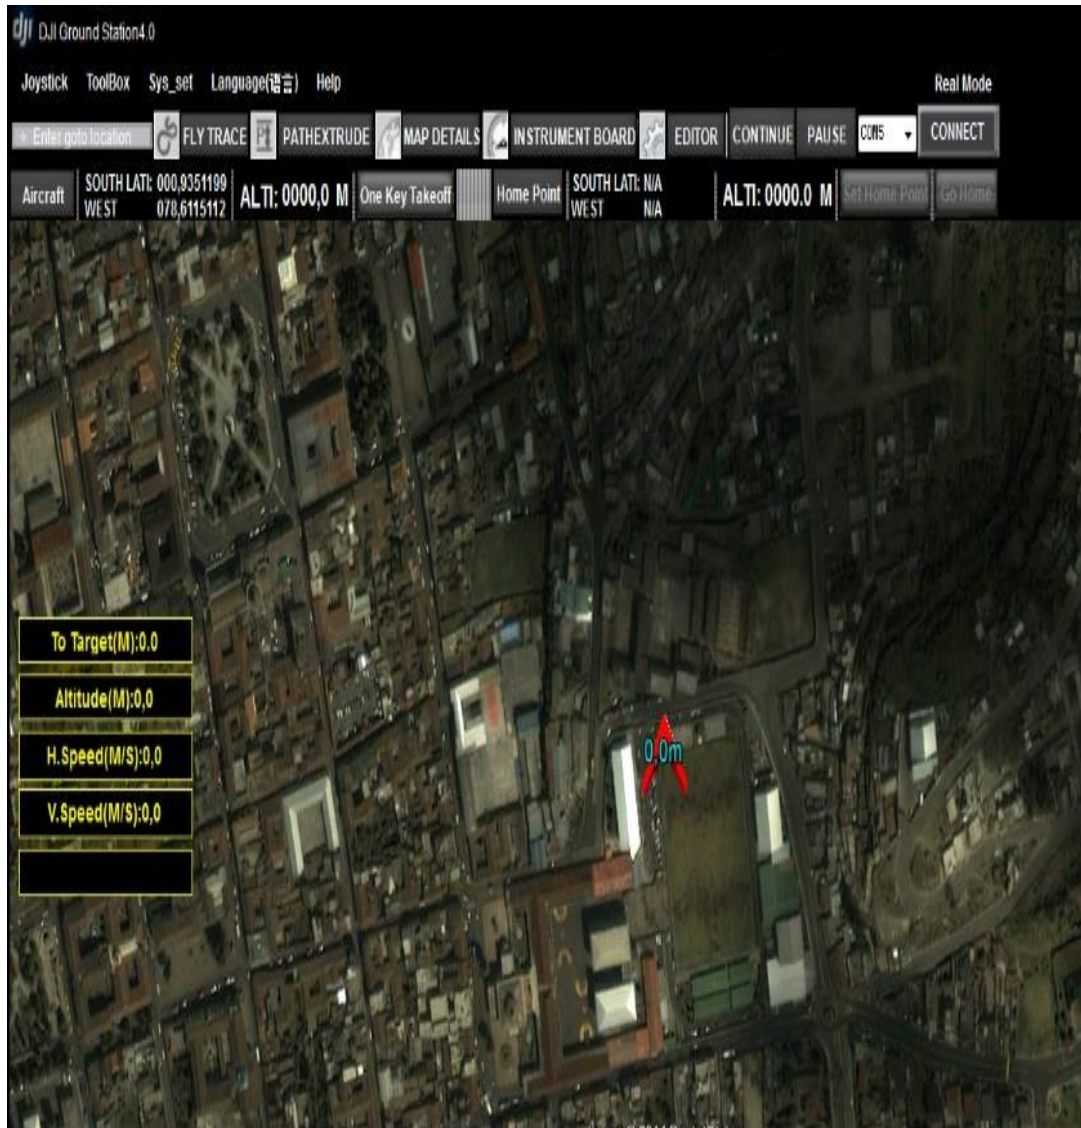 dji DJI Ground Station4.0
Joystick ToolBox Sys_set Language(语言) Help Real Mode
Enter goto location FLY TRACE PATHEXTRUDE MAP DETAILS INSTRUMENT BOARD EDITOR CONTINUE PAUSE COM5 CONNECT
Aircraft SOUTH LATI: 000,9351199 ALTI: 0000,0 M One Key Takeoff Home Point SOUTH LATI: N/A ALTI: 0000.0 M Set Home Point Go Home
WEST 078,6115112 WEST N/A
To Target(M):0.0
Altitude(M):0,0
0,0m
H.Speed(M/S):0,0
V.Speed(M/S):0,0